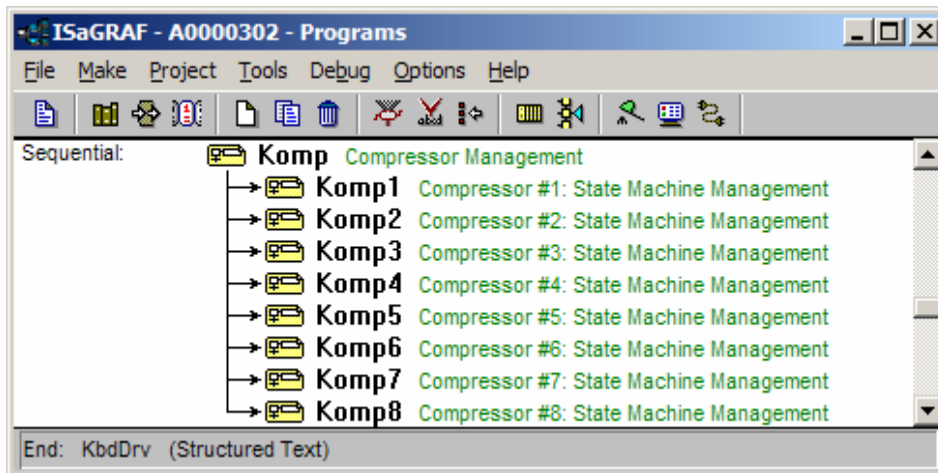 ISaGRAF - A0000302 - Programs
File Make Project Tools Debug Options Help
Sequential: Komp Compressor Management
Komp1 Compressor #1: State Machine Management
Komp2 Compressor #2: State Machine Management
Komp3 Compressor #3: State Machine Management
Komp4 Compressor #4: State Machine Management
Komp5 Compressor #5: State Machine Management
Komp6 Compressor #6: State Machine Management
Komp7 Compressor #7: State Machine Management
Komp8 Compressor #8: State Machine Management
End: KbdDrv (Structured Text)